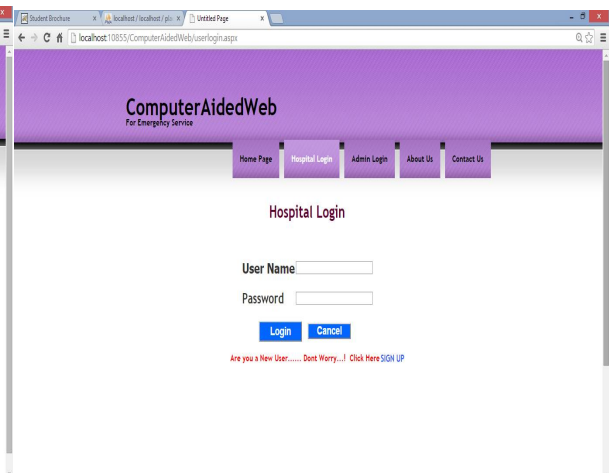 Student Brochure localhost / localhost / pla Untitled Page
localhost:10855/ComputerAidedWeb/userlogin.aspx
ComputerAidedWeb
For Emergency Service
Home Page Hospital Login Admin Login About Us Contact Us
Hospital Login
User Name
Password
Login Cancel
Are you a New User...... Dont Worry...! Click Here SIGN UP